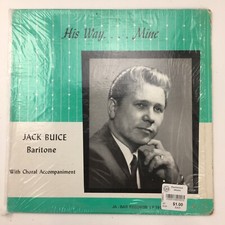 His Way. . . . Mine
JACK BUICE
Baritone
With Choral Accompaniment
$1.00